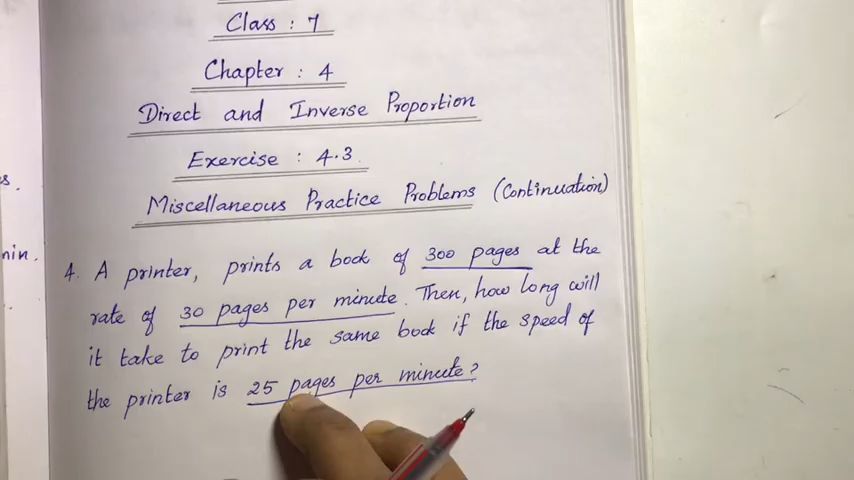 Class : 7
Chapter : 4
Direct and Inverse Proportion
Exercise : 4.3
Miscellaneous Practice Problems (Continuation)
s.
min.
4. A printer, prints a book of 300 pages at the
rate of 30 pages per minute. Then, how long will
it take to print the same book if the speed of
the printer is 25 pages per minute?